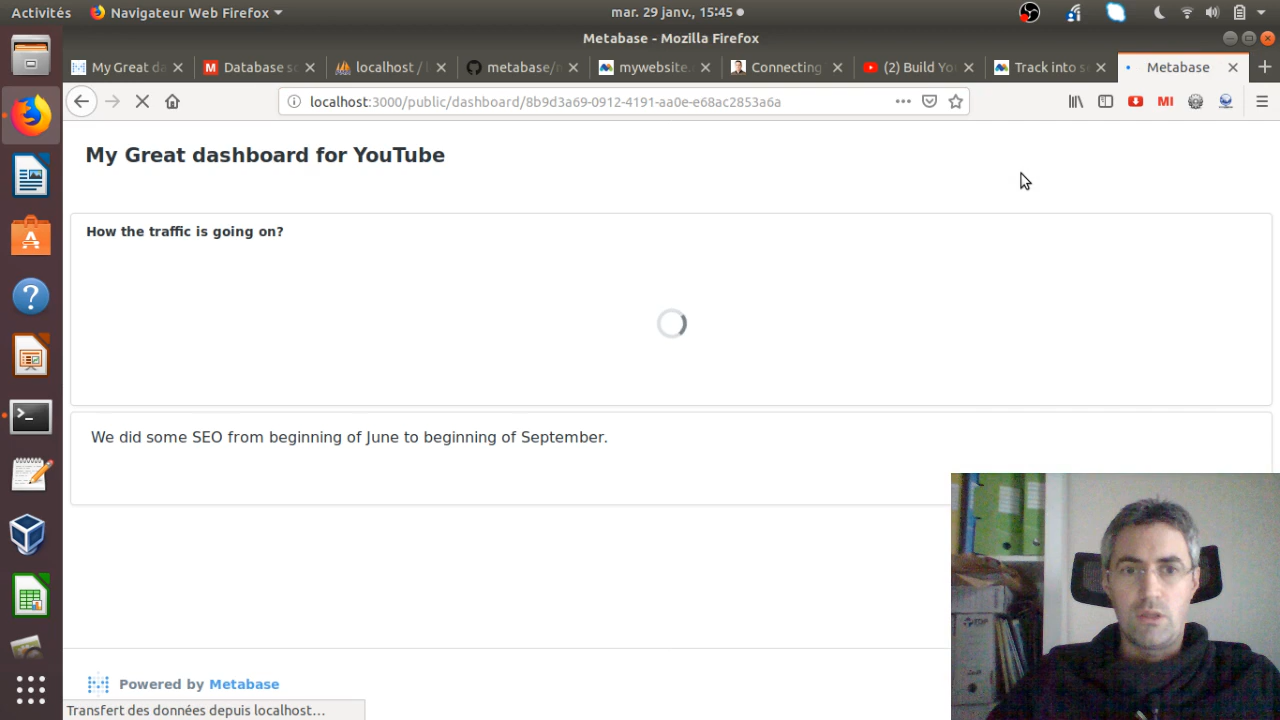 Activités
Navigateur Web Firefox
mar. 29 janv., 15:45
Metabase - Mozilla Firefox
My Great da
Database s
localhost / l
metabase/
mywebsite.
Connecting
(2) Build Yo
Track into s
Metabase
localhost:3000/public/dashboard/8b9d3a69-0912-4191-aa0e-e68ac2853a6a
MI
My Great dashboard for YouTube
How the traffic is going on?
We did some SEO from beginning of June to beginning of September.
Powered by Metabase
Transfert des données depuis localhost…